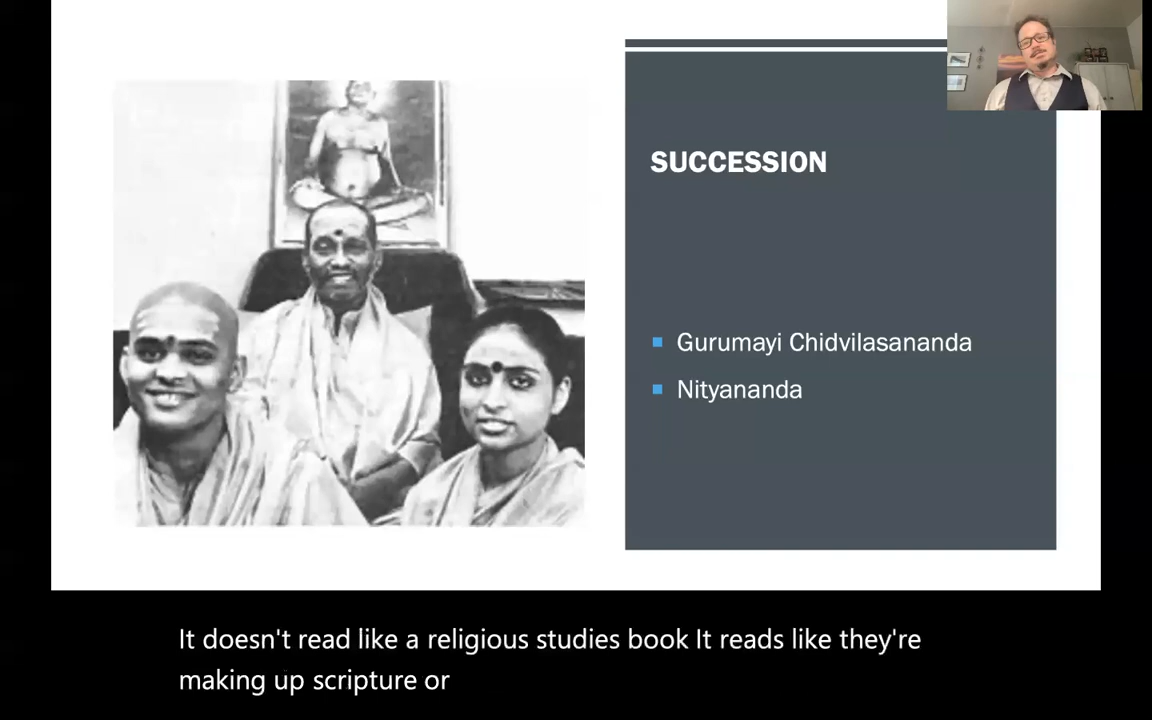 SUCCESSION
Gurumayi Chidvilasananda
Nityananda
It doesn't read like a religious studies book It reads like they're
making up scripture or